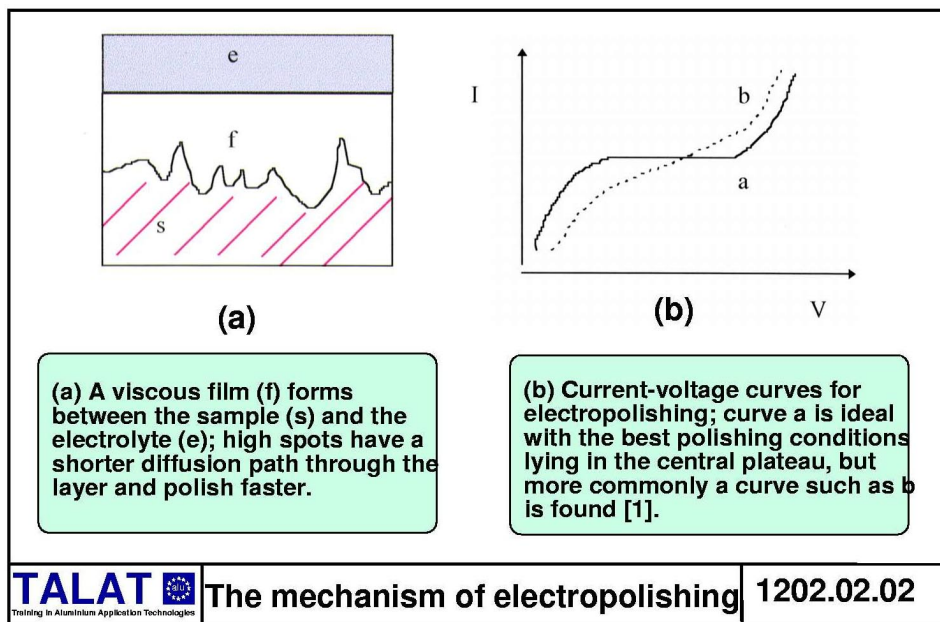 e
f
s
(a)
I
b
a
V
(b)
(a) A viscous film (f) forms
between the sample (s) and the
electrolyte (e); high spots have a
shorter diffusion path through the
layer and polish faster.
(b) Current-voltage curves for
electropolishing; curve a is ideal
with the best polishing conditions
lying in the central plateau, but
more commonly a curve such as b
is found [1].
TALAT
alu
Training in Aluminium Application Technologies
The mechanism of electropolishing
1202.02.02